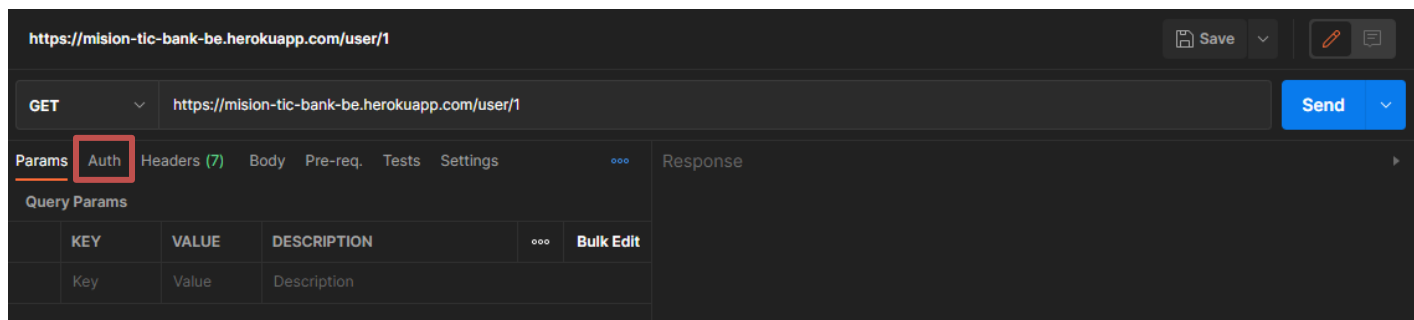 https://mision-tic-bank-be.herokuapp.com/user/1 Save
GET https://mision-tic-bank-be.herokuapp.com/user/1 Send
Params Auth Headers (7) Body Pre-req. Tests Settings Response
Query Params
KEY VALUE DESCRIPTION Bulk Edit
Key Value Description